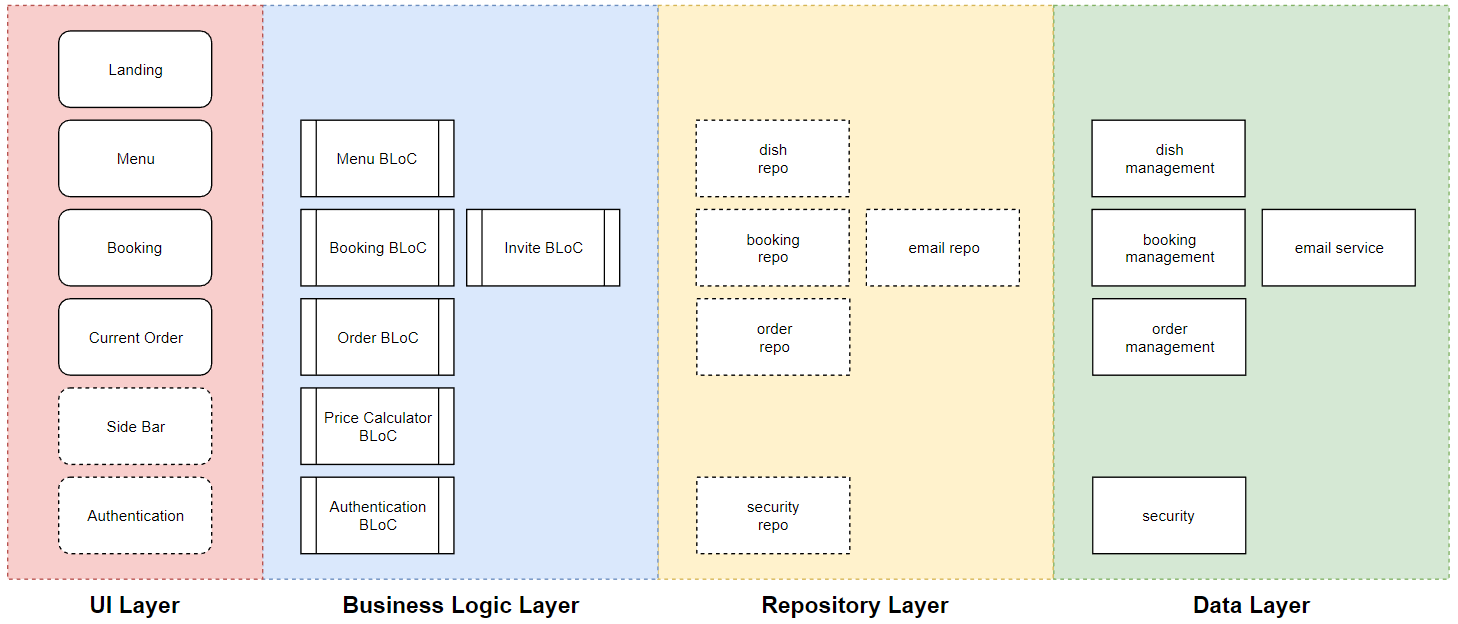 Landing
Menu
Menu BLoC
dish
repo
dish
management
Booking
Booking BLoC
Invite BLoC
booking
repo
email repo
booking
management
email service
Current Order
Order BLoC
order
repo
order
management
Side Bar
Price Calculator
BLoC
Authentication
Authentication
BLoC
security
repo
security
UI Layer
Business Logic Layer
Repository Layer
Data Layer